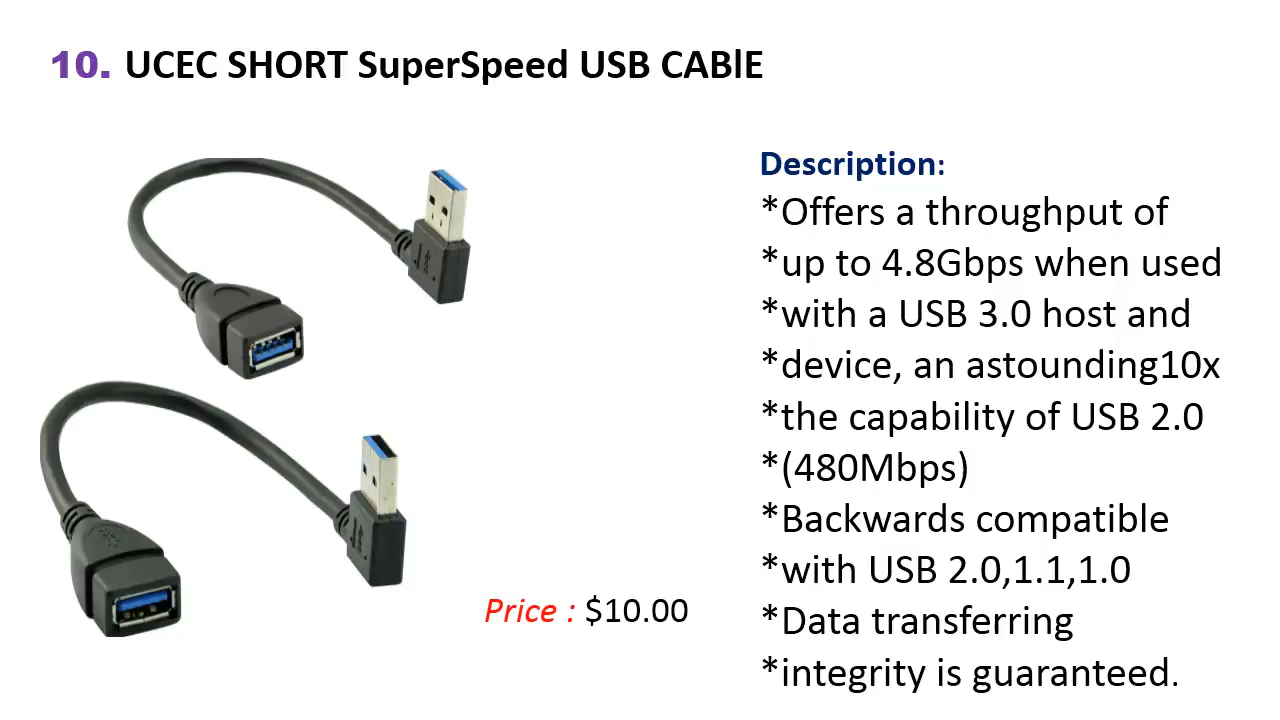 10. UCEC SHORT SuperSpeed USB CABlE
Description:
*Offers a throughput of
*up to 4.8Gbps when used
*with a USB 3.0 host and
*device, an astounding10x
*the capability of USB 2.0
*(480Mbps)
*Backwards compatible
*with USB 2.0,1.1,1.0
*Data transferring
*integrity is guaranteed.
Price : $10.00